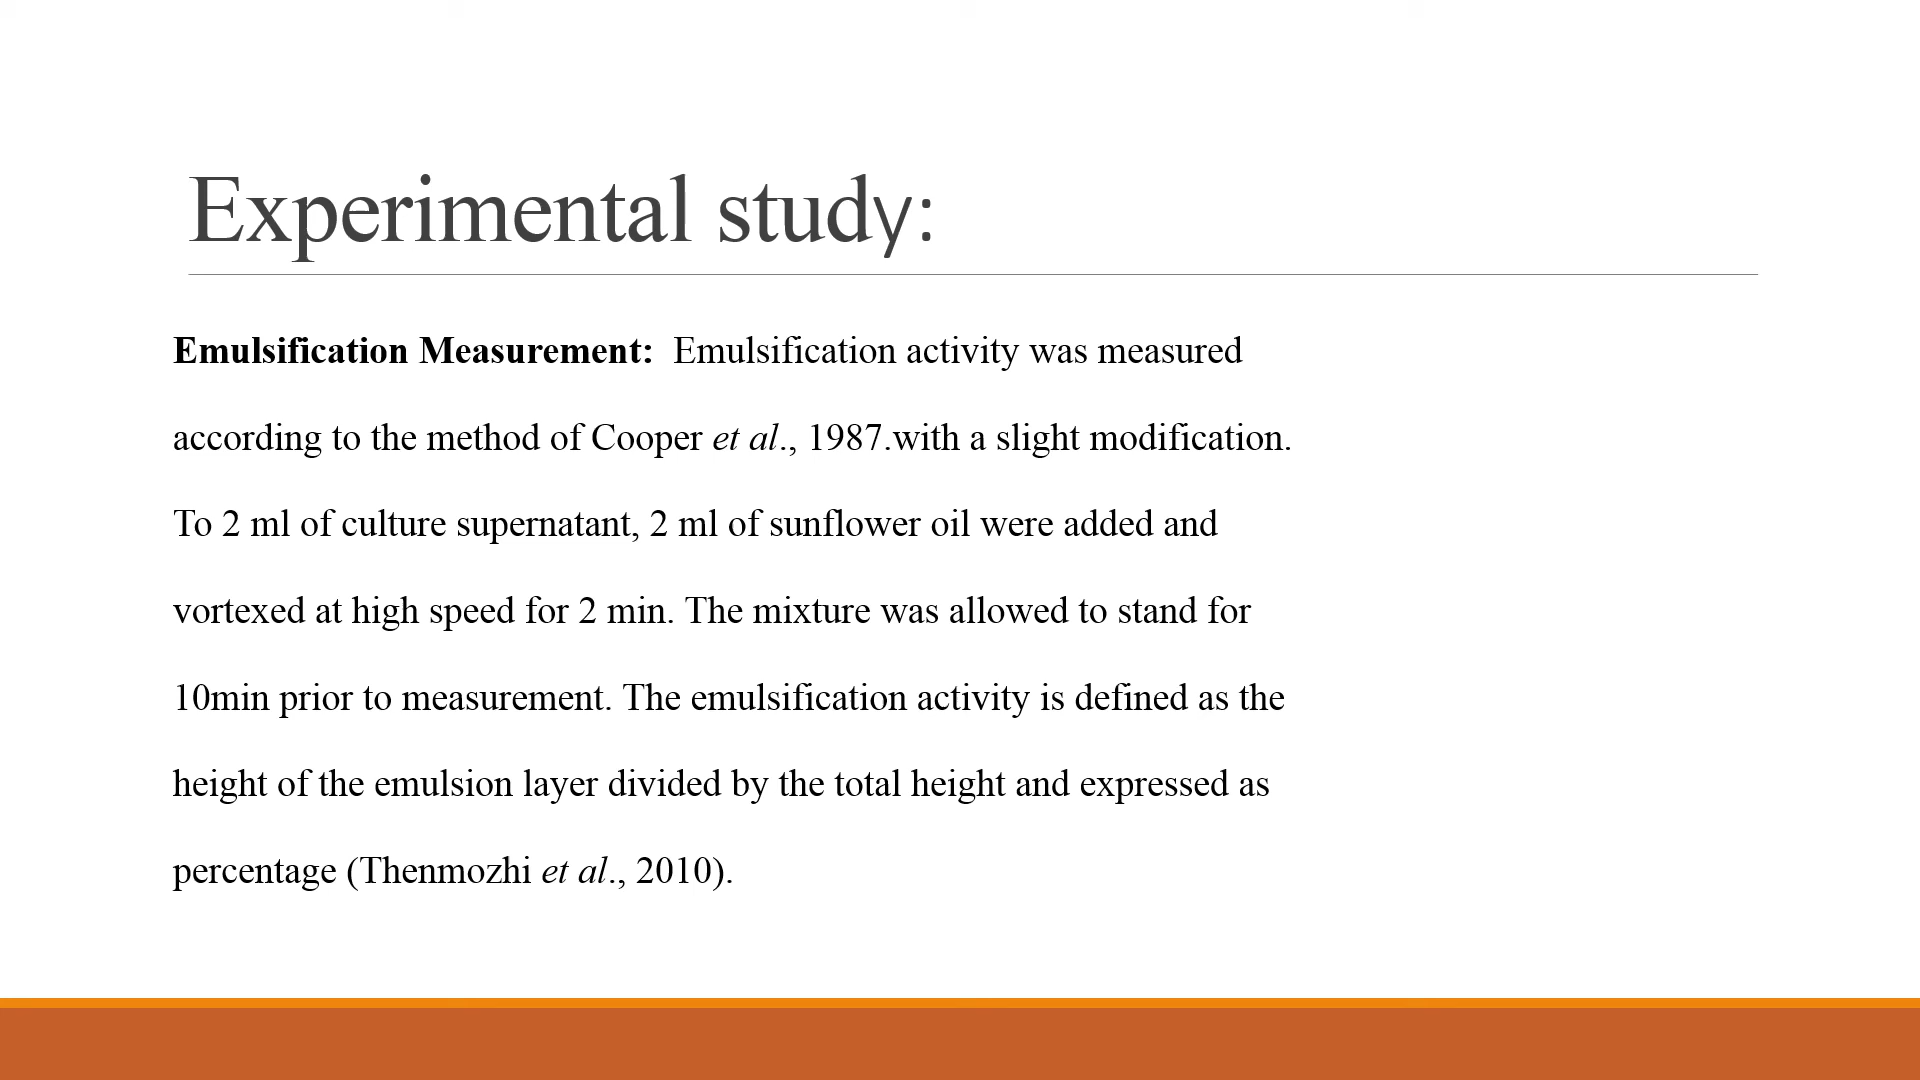 Experimental study:
Emulsification Measurement:  Emulsification activity was measured
according to the method of Cooper et al., 1987.with a slight modification.
To 2 ml of culture supernatant, 2 ml of sunflower oil were added and
vortexed at high speed for 2 min. The mixture was allowed to stand for
10min prior to measurement. The emulsification activity is defined as the
height of the emulsion layer divided by the total height and expressed as
percentage (Thenmozhi et al., 2010).